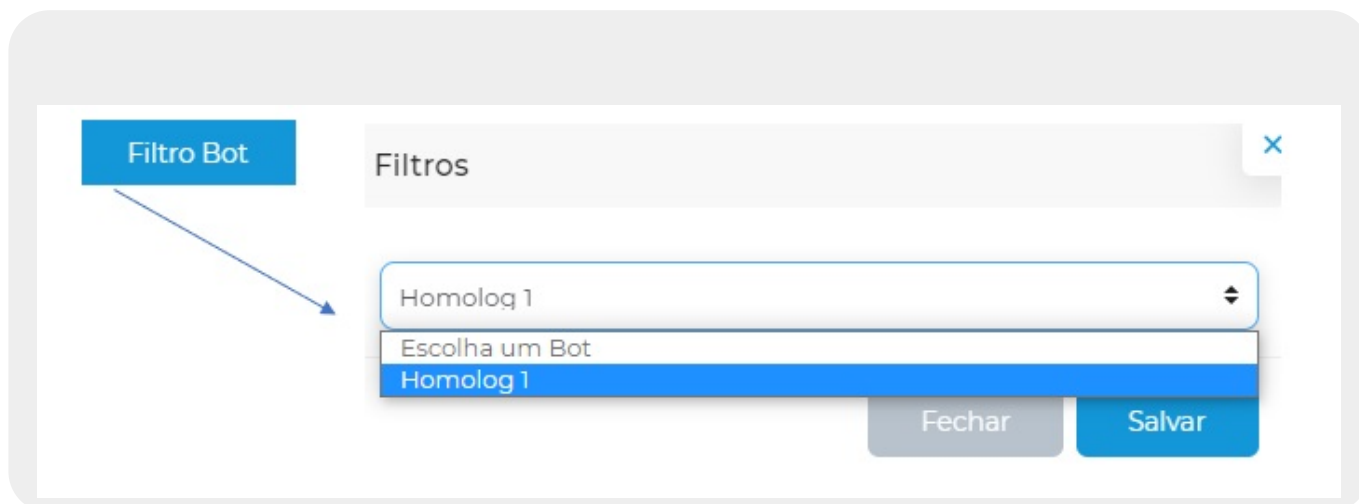 Filtro Bot
Filtros
×
Homolog 1
Escolha um Bot
Homolog 1
Fechar
Salvar